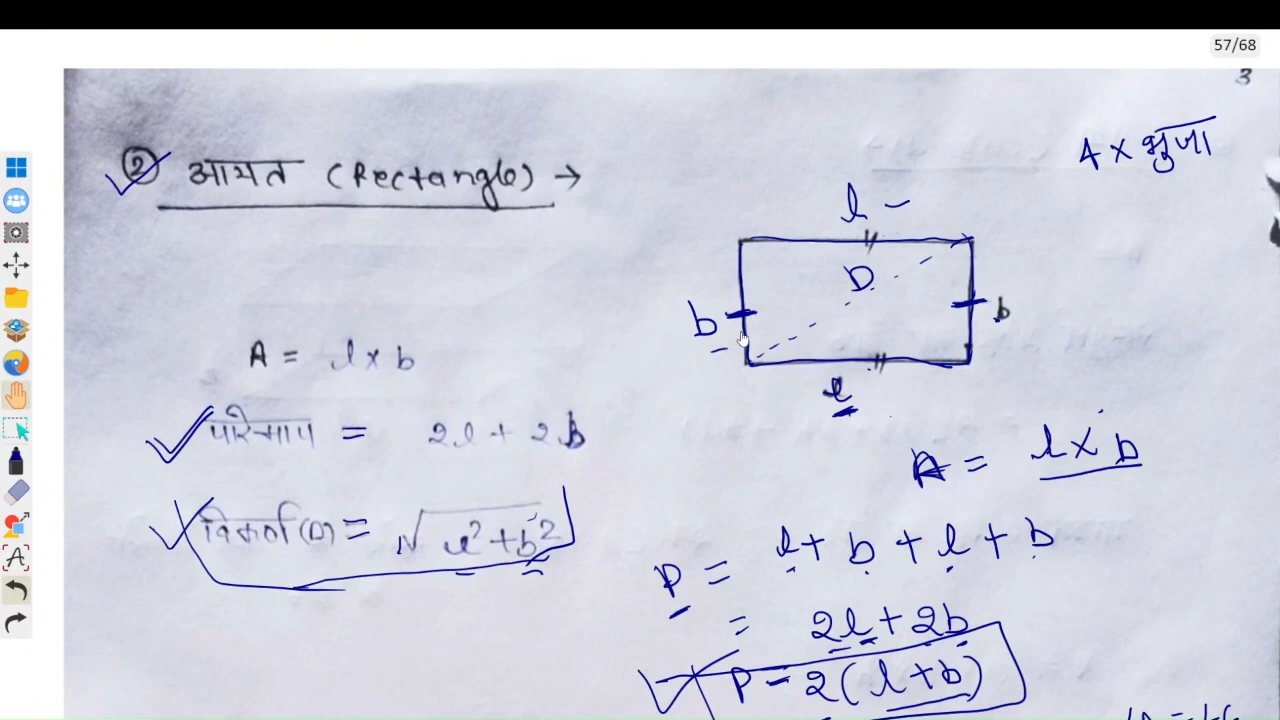 57/68
3
② आयत (Rectangle) →
4 × भुजा
l
D
b
b
l
A = l × b
परिमाप = 2l + 2b
विकर्ण (D) = √l² + b²
A = l × b
P = l + b + l + b
= 2l + 2b
P = 2(l + b)